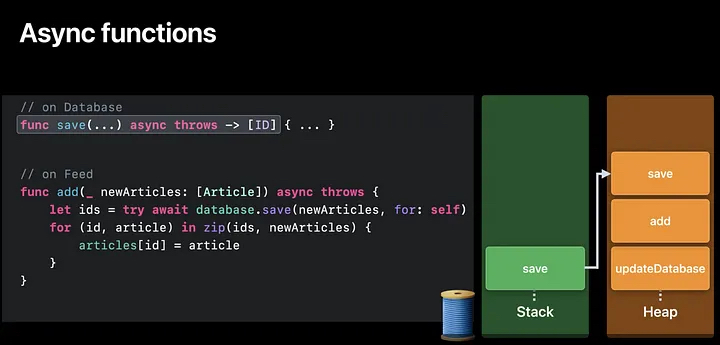 Async functions
// on Database
func save(...) async throws -> [ID] { ... }
// on Feed
func add(_ newArticles: [Article]) async throws {
let ids = try await database.save(newArticles, for: self)
for (id, article) in zip(ids, newArticles) {
articles[id] = article
}
}
save
Stack
save
add
updateDatabase
Heap